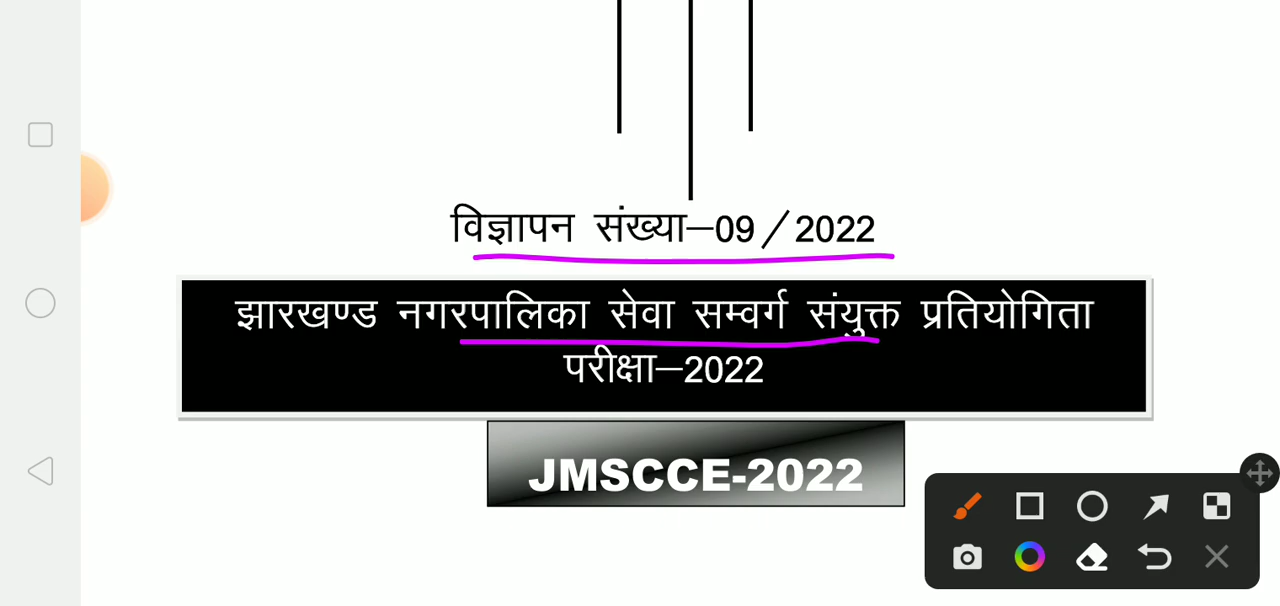 विज्ञापन संख्या–09/2022
झारखण्ड नगरपालिका सेवा सम्वर्ग संयुक्त प्रतियोगिता
परीक्षा–2022
JMSCCE-2022